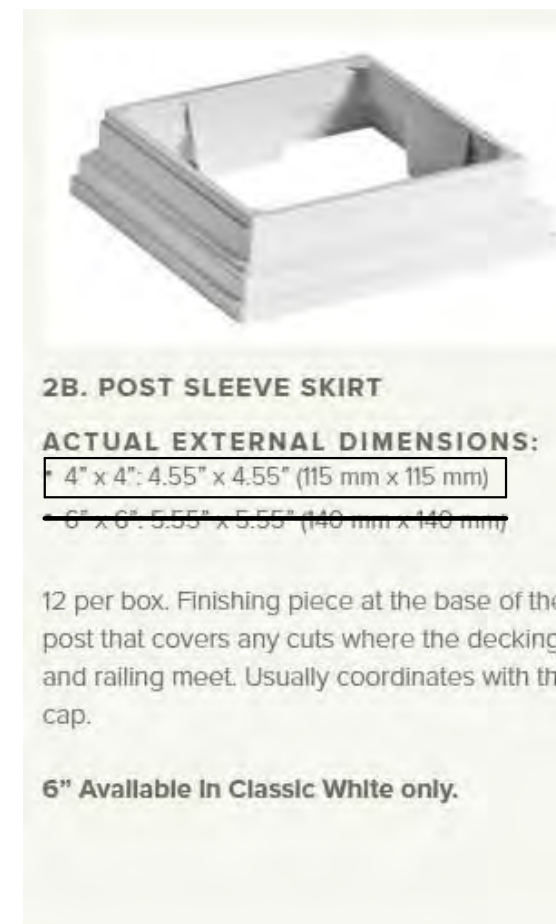 2B. POST SLEEVE SKIRT
ACTUAL EXTERNAL DIMENSIONS:
• 4” x 4”: 4.55” x 4.55” (115 mm x 115 mm)
• 6” x 6”: 5.55” x 5.55” (140 mm x 140 mm)
12 per box. Finishing piece at the base of the
post that covers any cuts where the decking
and railing meet. Usually coordinates with th
cap.
6” Available in Classic White only.